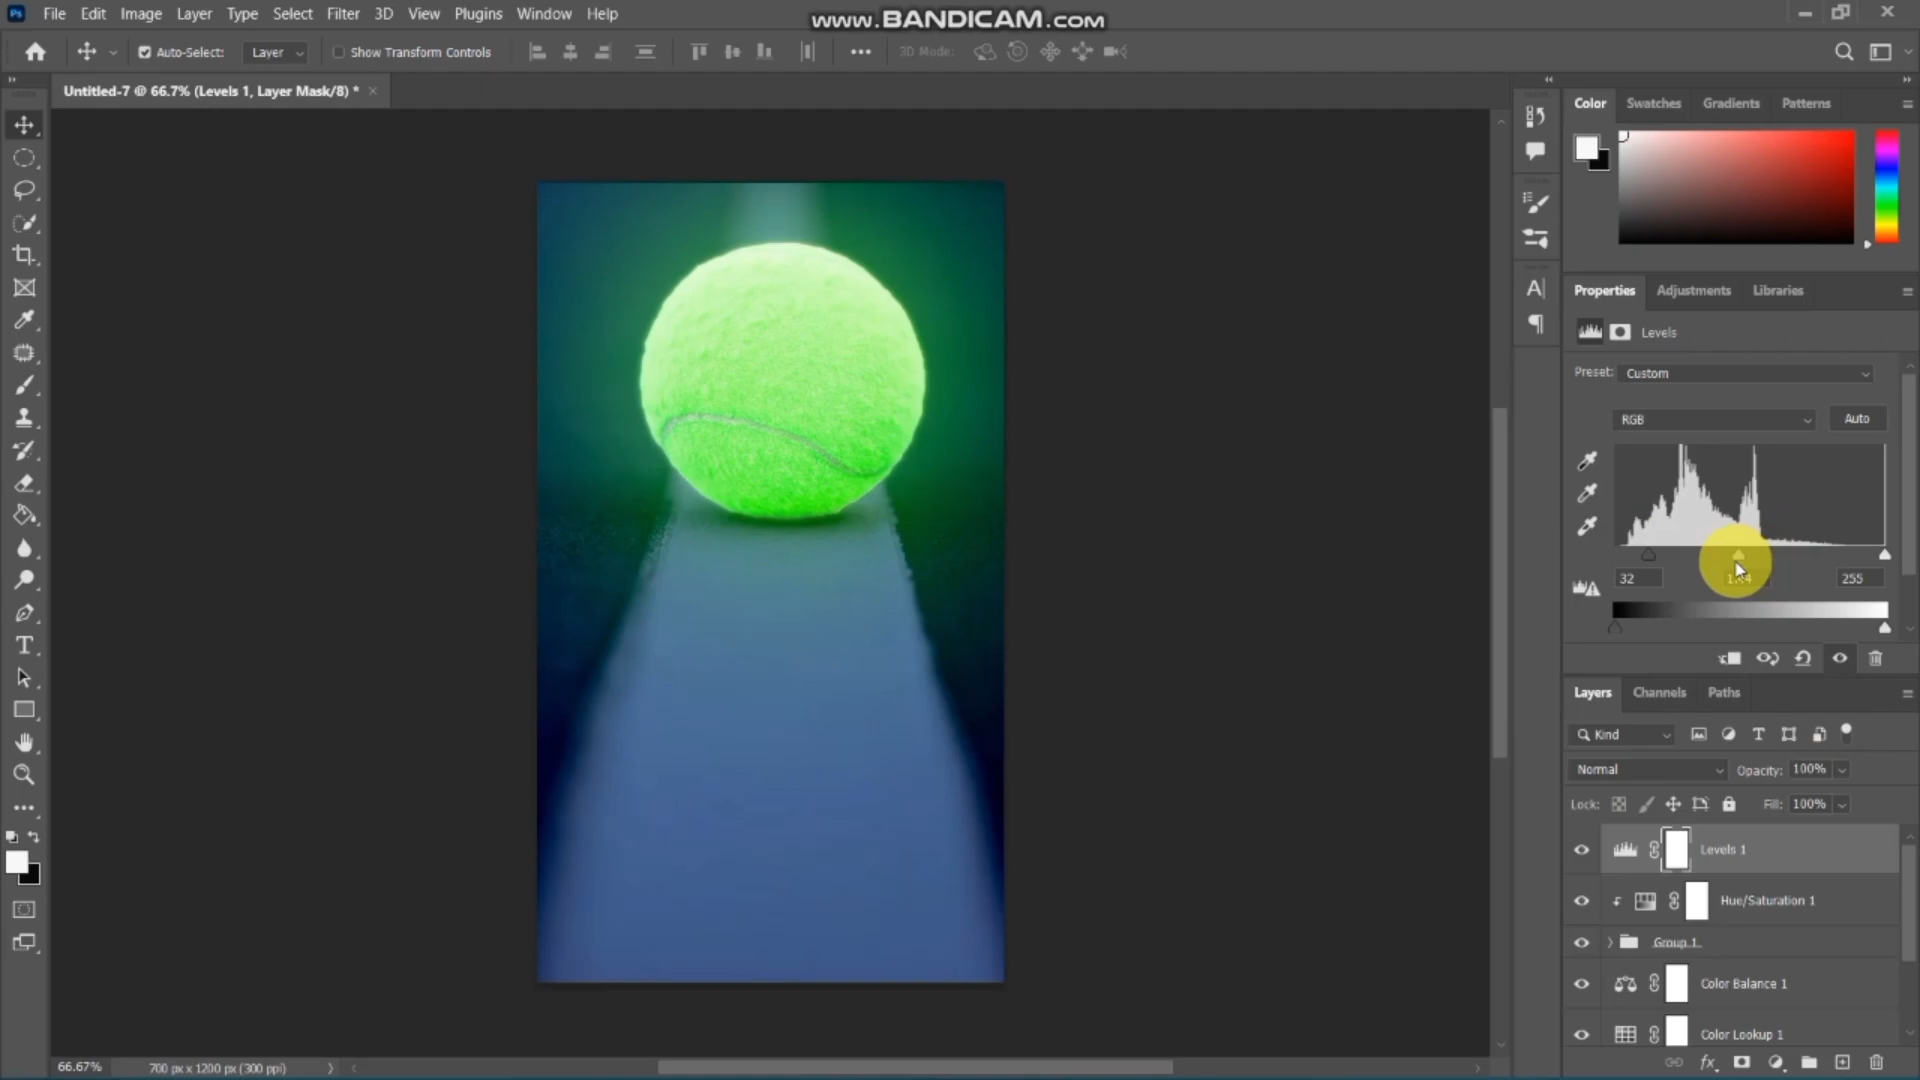 Ps File Edit Image Layer Type Select Filter 3D View Plugins Window Help
www.BANDICAM.com
Auto-Select: Layer Show Transform Controls 3D Mode:
Untitled-7 @ 66.7% (Levels 1, Layer Mask/8) * ×
Color Swatches Gradients Patterns
Properties Adjustments Libraries
Levels
Preset: Custom
RGB Auto
32 255
Layers Channels Paths
Kind
Normal Opacity: 100%
Lock: Fill: 100%
Levels 1
Hue/Saturation 1
Group 1
Color Balance 1
Color Lookup 1
66.67% 700 px x 1200 px (300 ppi)